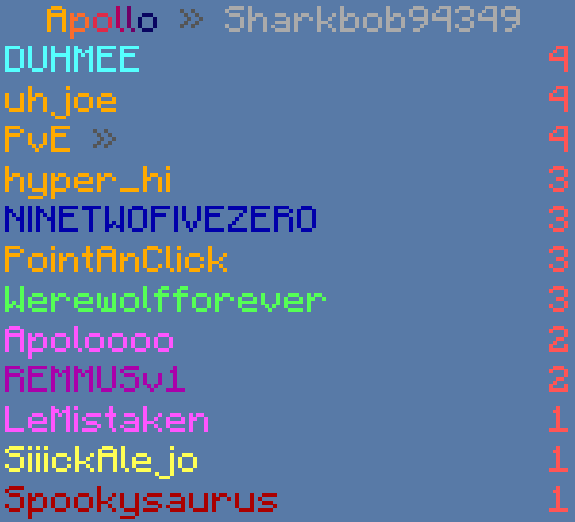 Apollo » Sharkbob94349
DUHMEE 4
uh_joe 4
PvE » 4
hyper_hi 3
NINETWOFIVEZERO 3
PointAnClick 3
Werewolfforever 3
Apoloooo 2
REMMUSv1 2
LeMistaken 1
SiiickAle_jo 1
Spookysaurus 1